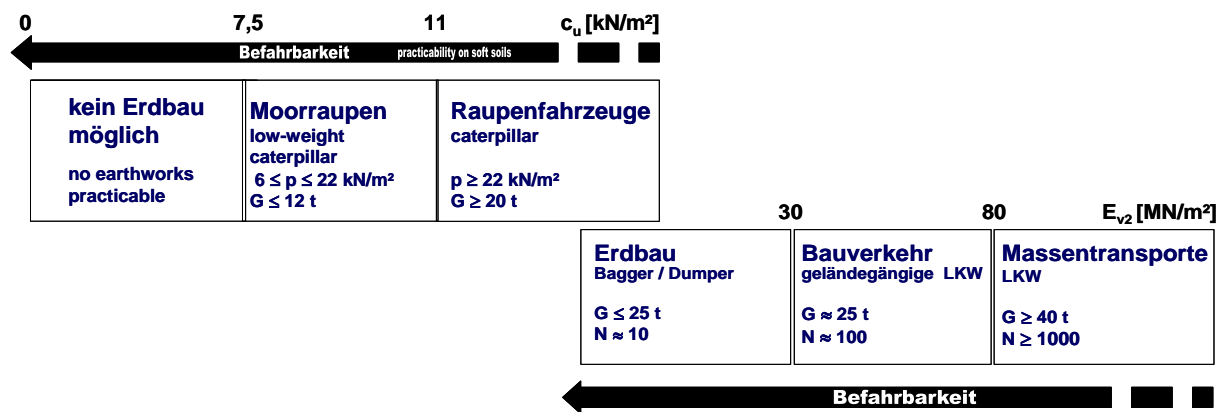 0 7,5 11 cu [kN/m²]
Befahrbarkeit practicability on soft soils
kein Erdbau
möglich
no earthworks
practicable
Moorraupen
low-weight
caterpillar
6 ≤ p ≤ 22 kN/m²
G ≤ 12 t
Raupenfahrzeuge
caterpillar
p ≥ 22 kN/m²
G ≥ 20 t
30 80 Ev2 [MN/m²]
Erdbau
Bagger / Dumper
G ≤ 25 t
N ≈ 10
Bauverkehr
geländegängige LKW
G ≈ 25 t
N ≈ 100
Massentransporte
LKW
G ≥ 40 t
N ≥ 1000
Befahrbarkeit